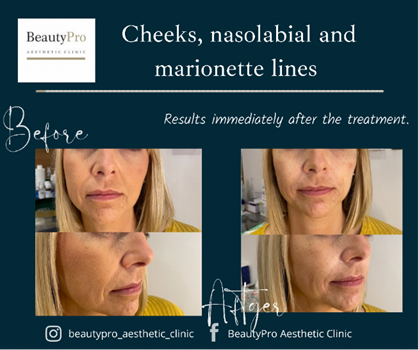 BeautyPro
AESTHETIC CLINIC
Cheeks, nasolabial and
marionette lines
Results immediately after the treatment.
Before
After
beautypro_aesthetic_clinic
BeautyPro Aesthetic Clinic